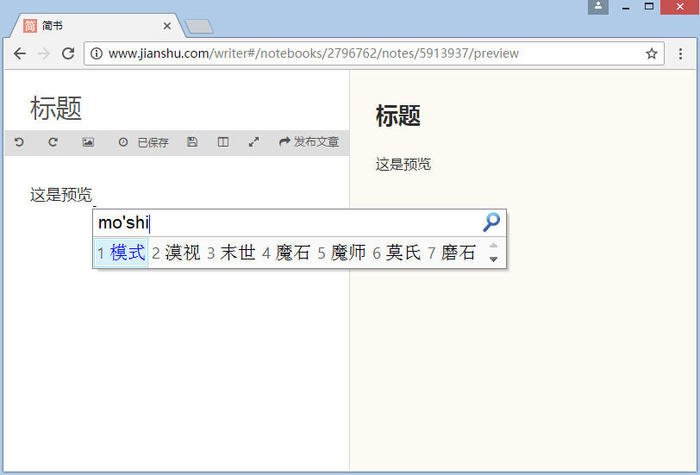 简 简书
www.jianshu.com/writer#/notebooks/2796762/notes/5913937/preview
标题
已保存 发布文章
这是预览
mo'shi
1 模式 2 漠视 3 末世 4 魔石 5 魔师 6 莫氏 7 磨石
标题
这是预览